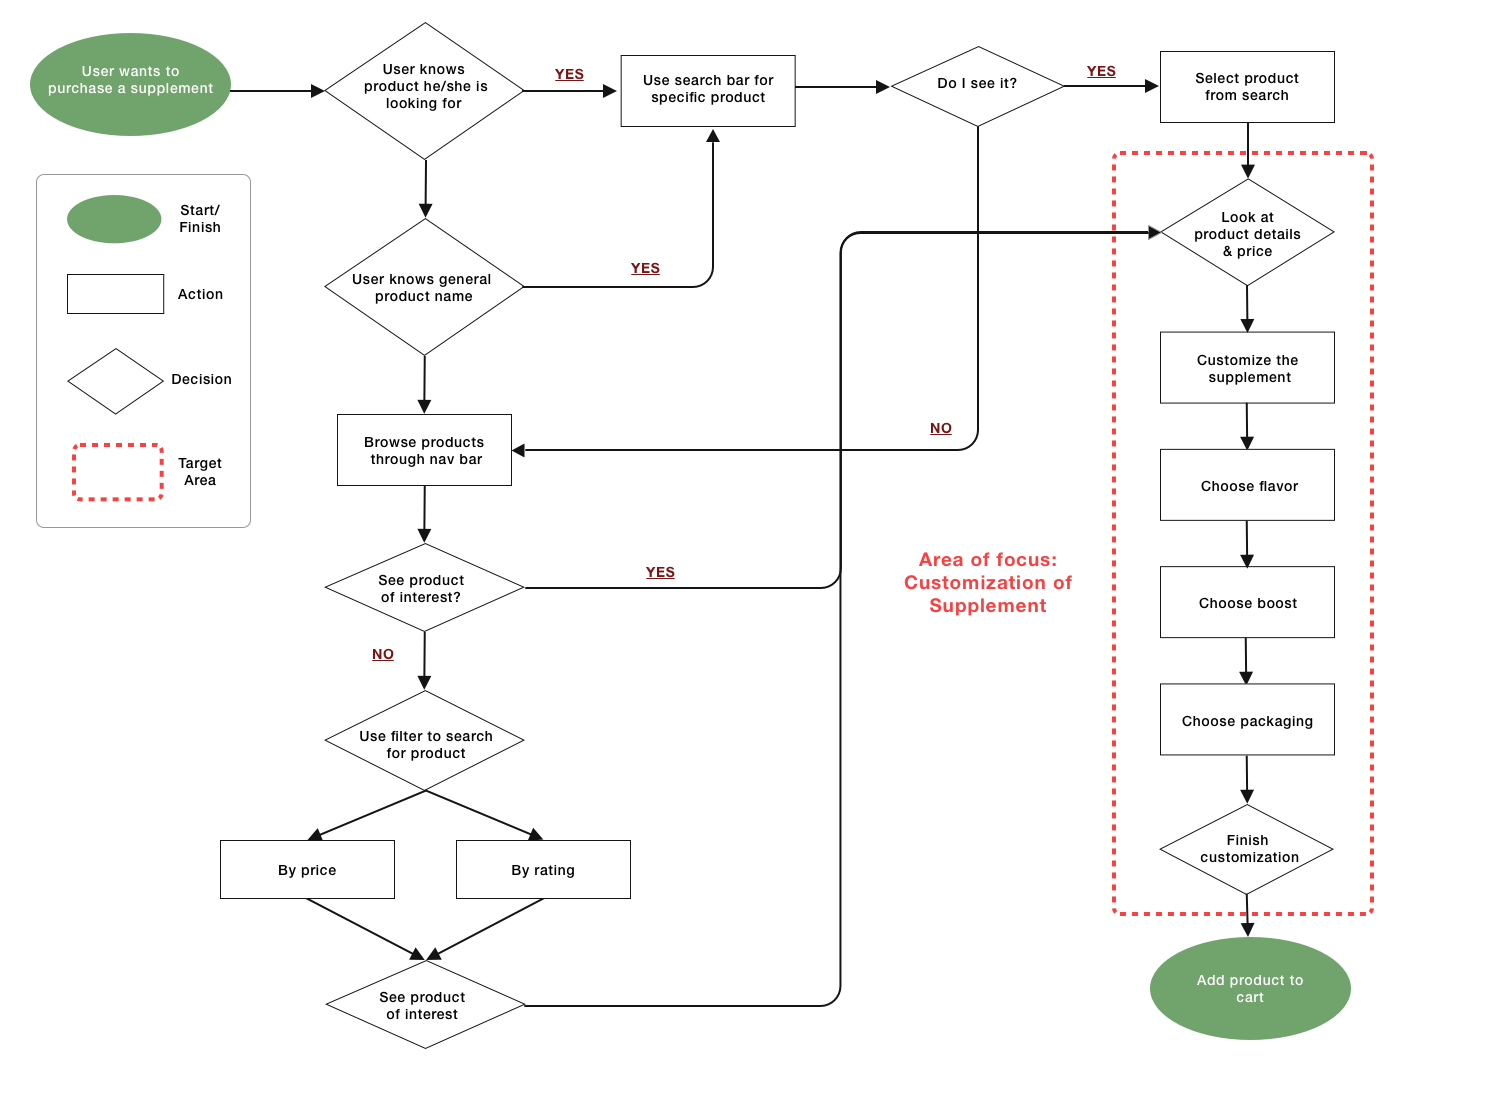 User wants to
purchase a supplement
User knows
product he/she is
looking for
YES
Use search bar for
specific product
Do I see it?
YES
Select product
from search
Start/
Finish
Action
Decision
Target
Area
User knows general
product name
YES
Look at
product details
& price
Customize the
supplement
Browse products
through nav bar
NO
Choose flavor
See product
of interest?
YES
Area of focus:
Customization of
Supplement
Choose boost
NO
Use filter to search
for product
Choose packaging
By price
By rating
Finish
customization
See product
of interest
Add product to
cart